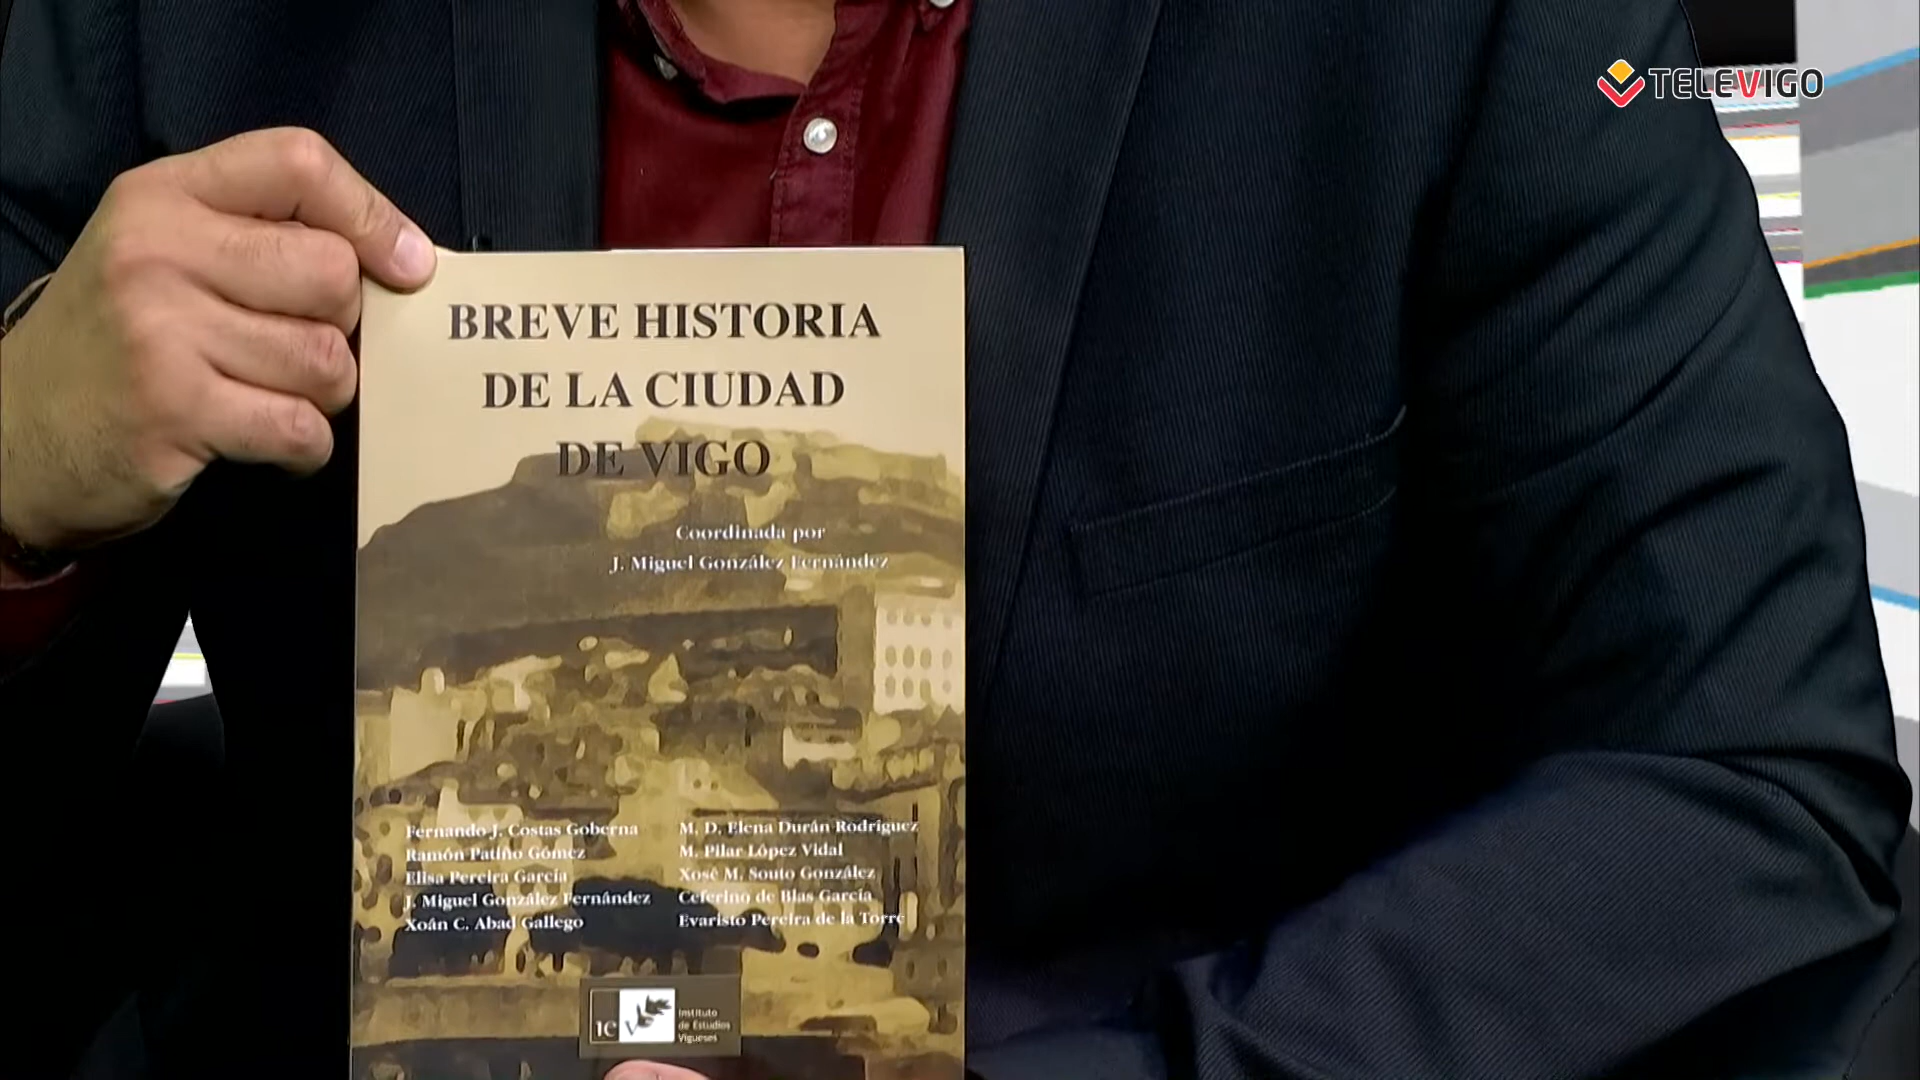 TELEVIGO
BREVE HISTORIA
DE LA CIUDAD
DE VIGO
Coordinada por
J. Miguel González Fernández
Fernando J. Costas Goberna
Ramón Patiño Gómez
Elisa Pereira García
J. Miguel González Fernández
Xoán C. Abad Gallego
M. D. Elena Durán Rodríguez
M. Pilar López Vidal
Xosé M. Souto González
Ceferino de Blas García
Evaristo Pereira de la Torre
ie v
Instituto
de Estudios
Vigueses